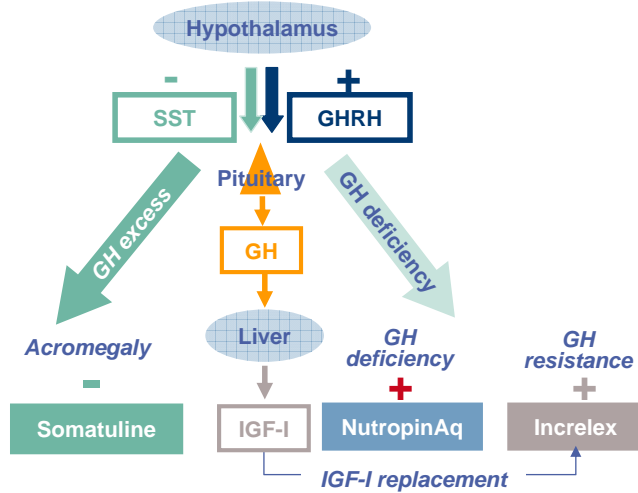 Hypothalamus
- +
SST GHRH
Pituitary
GH excess
GH deficiency
GH
Liver
Acromegaly
GH
deficiency
GH
resistance
- + +
Somatuline IGF-I NutropinAq Increlex
IGF-I replacement